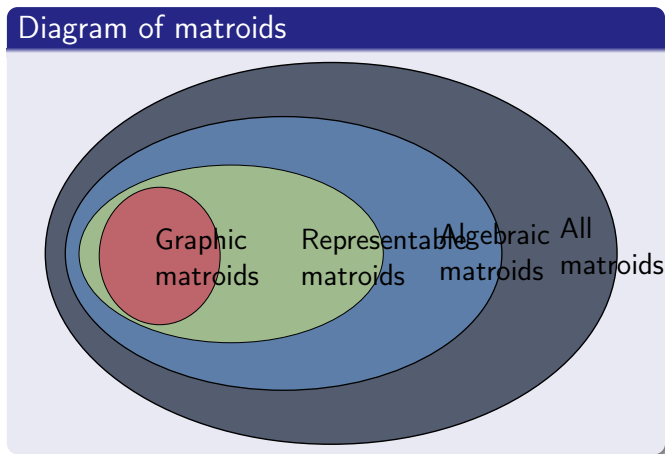 Diagram of matroids
Graphic
matroids
Representable
matroids
Algebraic
matroids
All
matroids